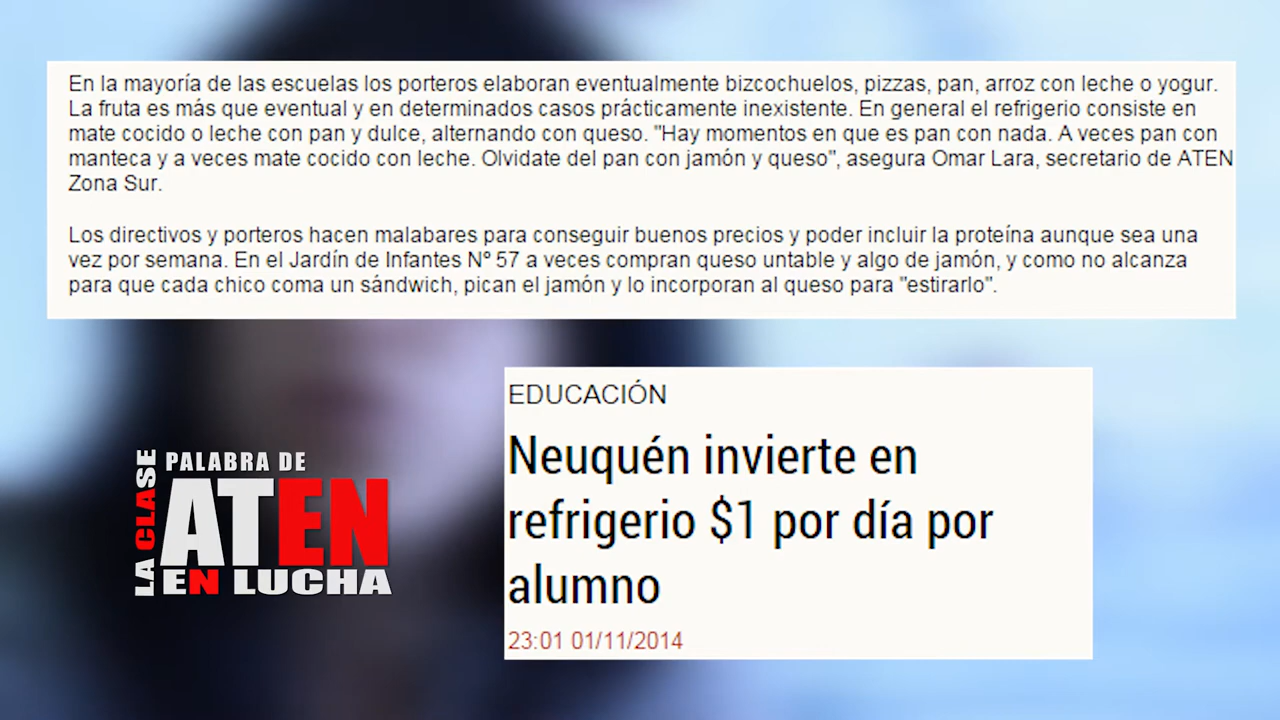 En la mayoría de las escuelas los porteros elaboran eventualmente bizcochuelos, pizzas, pan, arroz con leche o yogur.
La fruta es más que eventual y en determinados casos prácticamente inexistente. En general el refrigerio consiste en
mate cocido o leche con pan y dulce, alternando con queso. "Hay momentos en que es pan con nada. A veces pan con
manteca y a veces mate cocido con leche. Olvidate del pan con jamón y queso", asegura Omar Lara, secretario de ATEN
Zona Sur.
Los directivos y porteros hacen malabares para conseguir buenos precios y poder incluir la proteína aunque sea una
vez por semana. En el Jardín de Infantes Nº 57 a veces compran queso untable y algo de jamón, y como no alcanza
para que cada chico coma un sándwich, pican el jamón y lo incorporan al queso para "estirarlo".
EDUCACIÓN
Neuquén invierte en
refrigerio $1 por día por
alumno
23:01 01/11/2014
LA CLASE
PALABRA DE
ATEN
EN LUCHA